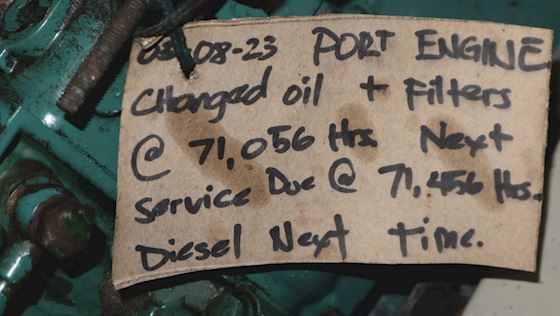 03-08-23 PORT ENGINE
Changed oil + Filters
@ 71,056 Hrs. Next
Service Due @ 71,456 Hrs.
Diesel Next time.